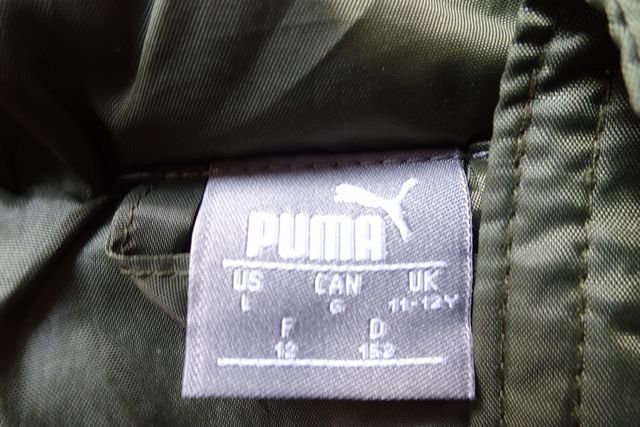 PUMA
US CAN UK
L G 11-12Y
F D
152